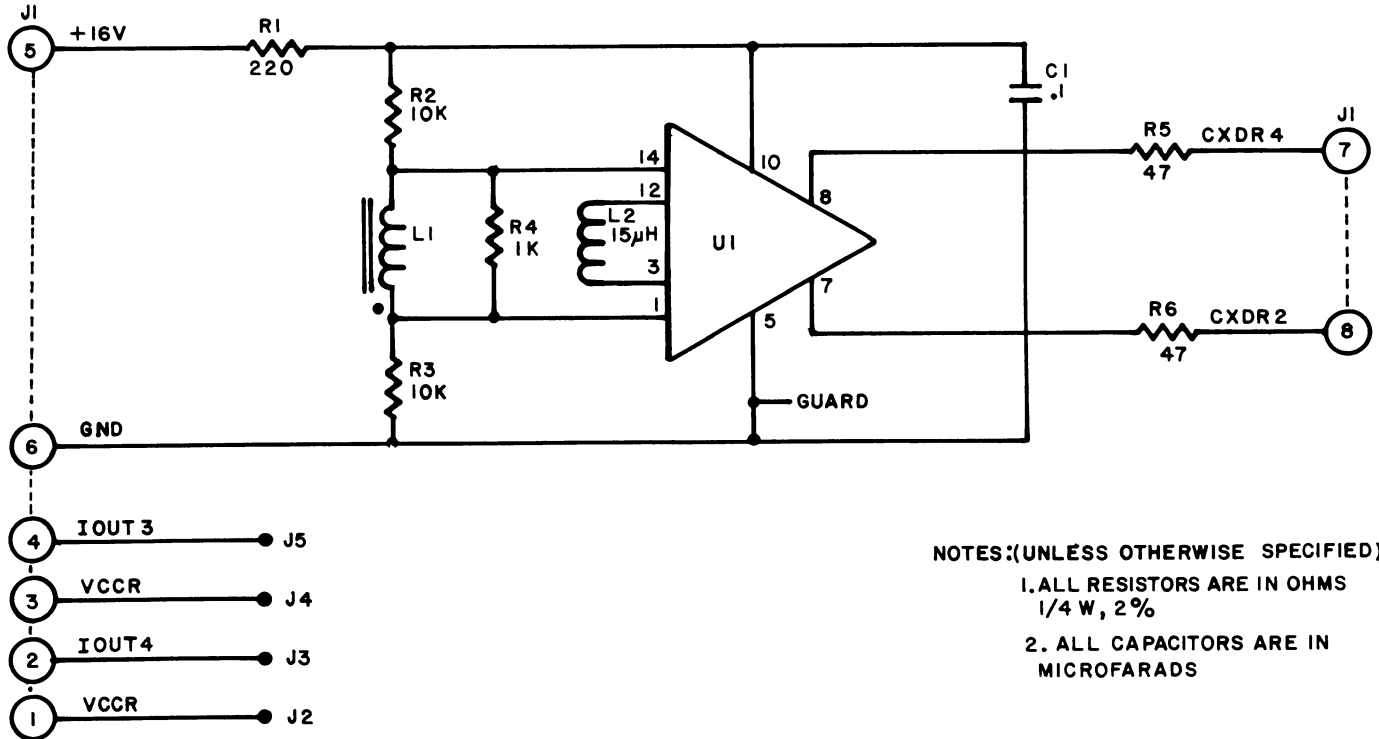 J1
5
+16V
R1
220
R2
10K
C1
.1
J1
R5
CXDR4
7
47
14
10
12
8
L2
15µH
L1
R4
1K
U1
3
7
1
5
R6
CXDR2
8
47
R3
10K
GUARD
GND
6
4
IOUT3
J5
3
VCCR
J4
2
IOUT4
J3
1
VCCR
J2
NOTES:(UNLESS OTHERWISE SPECIFIED)
1. ALL RESISTORS ARE IN OHMS
1/4 W, 2%
2. ALL CAPACITORS ARE IN
MICROFARADS